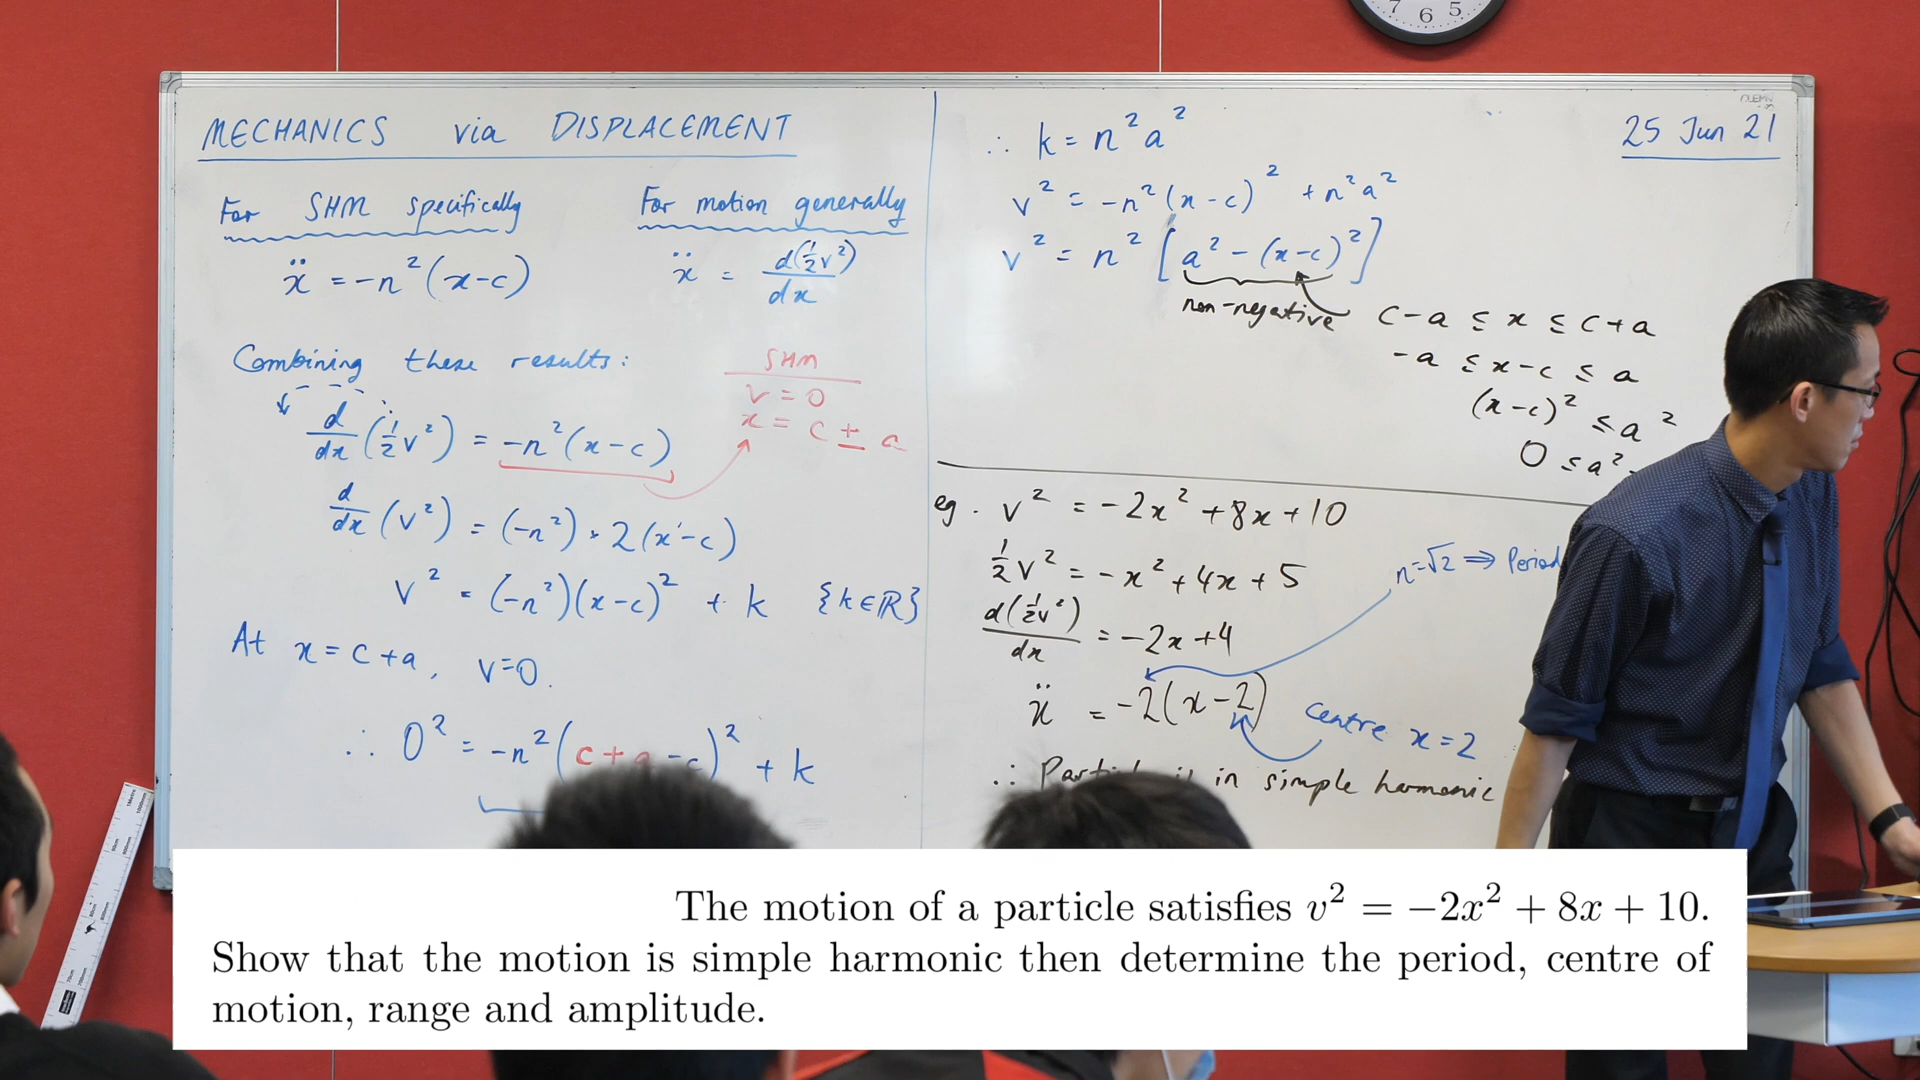 7 6 5
MECHANICS via DISPLACEMENT
For SHM specifically
ẍ = -n²(x-c)
For motion generally
ẍ = d(½v²)/dx
Combining these results:
d/dx(½v²) = -n²(x-c)
SHM
v = 0
x = c ± a
d/dx(v²) = (-n²) · 2(x-c)
v² = (-n²)(x-c)² + k {k∈ℝ}
At x = c+a, v=0.
∴ 0² = -n²(c+a-c)² + k
25 Jun 21
∴ k = n²a²
v² = -n²(x-c)² + n²a²
v² = n²[a² - (x-c)²]
non-negative
c-a ≤ x ≤ c+a
-a ≤ x-c ≤ a
(x-c)² ≤ a²
0 ≤ a²-
eg. v² = -2x² + 8x + 10
½v² = -x² + 4x + 5
n=√2 ⇒ Period
d(½v²)/dx = -2x+4
ẍ = -2(x-2)
Centre x=2
∴ Particle is in simple harmonic
The motion of a particle satisfies v² = −2x² + 8x + 10.
Show that the motion is simple harmonic then determine the period, centre of
motion, range and amplitude.